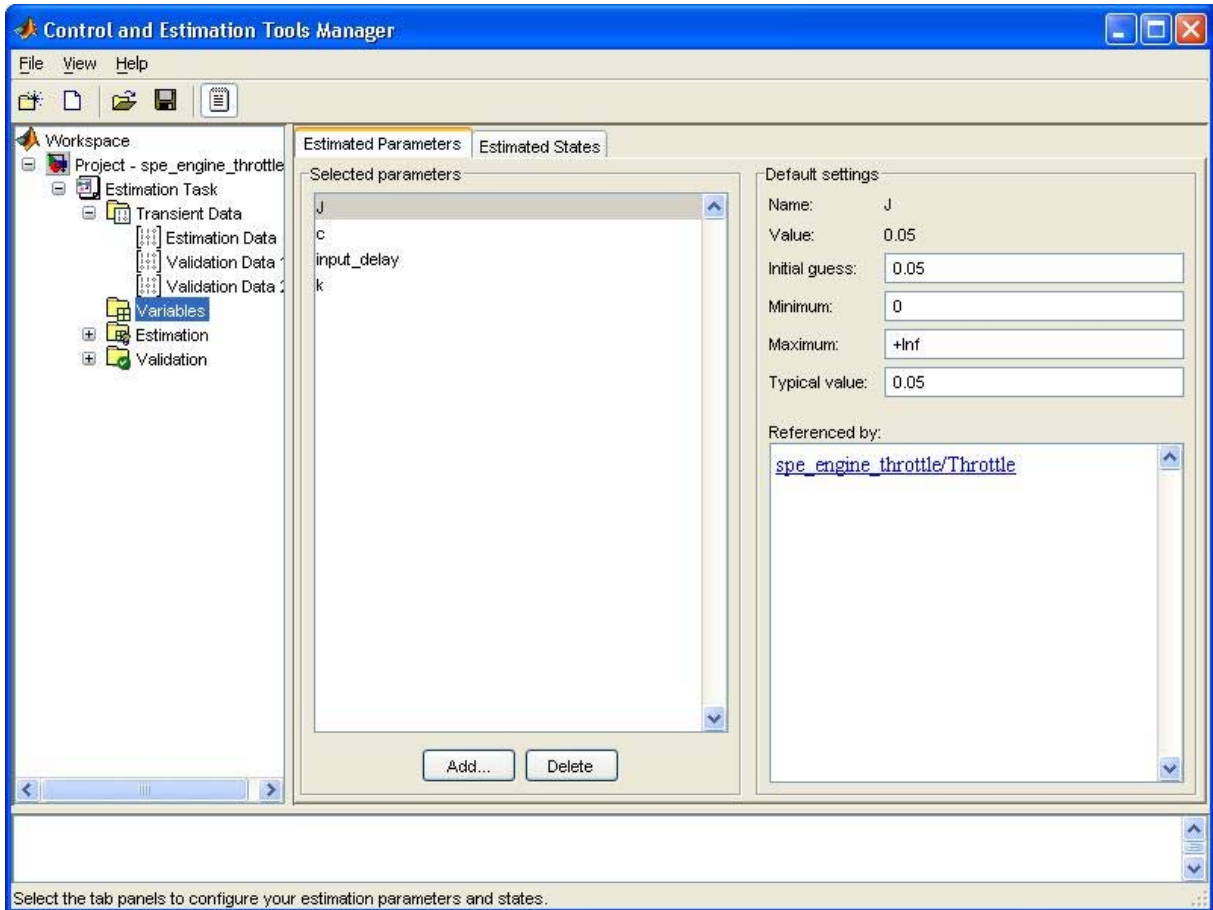 Control and Estimation Tools Manager
File View Help
Workspace
Project - spe_engine_throttle
Estimation Task
Transient Data
Estimation Data
Validation Data 1
Validation Data 2
Variables
Estimation
Validation
Estimated Parameters
Estimated States
Selected parameters
J
c
input_delay
k
Add...
Delete
Default settings
Name: J
Value: 0.05
Initial guess: 0.05
Minimum: 0
Maximum: +Inf
Typical value: 0.05
Referenced by:
spe_engine_throttle/Throttle
Select the tab panels to configure your estimation parameters and states.